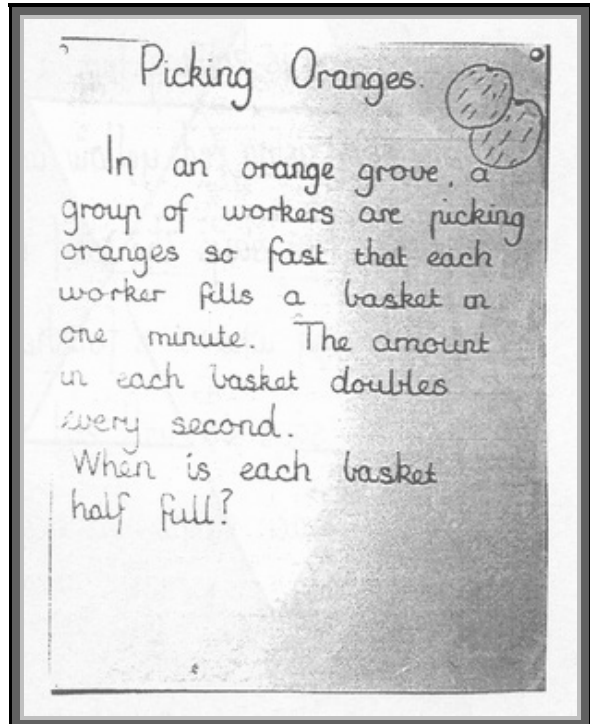 Picking Oranges.
In an orange grove, a
group of workers are picking
oranges so fast that each
worker fills a basket in
one minute. The amount
in each basket doubles
every second.
When is each basket
half full?